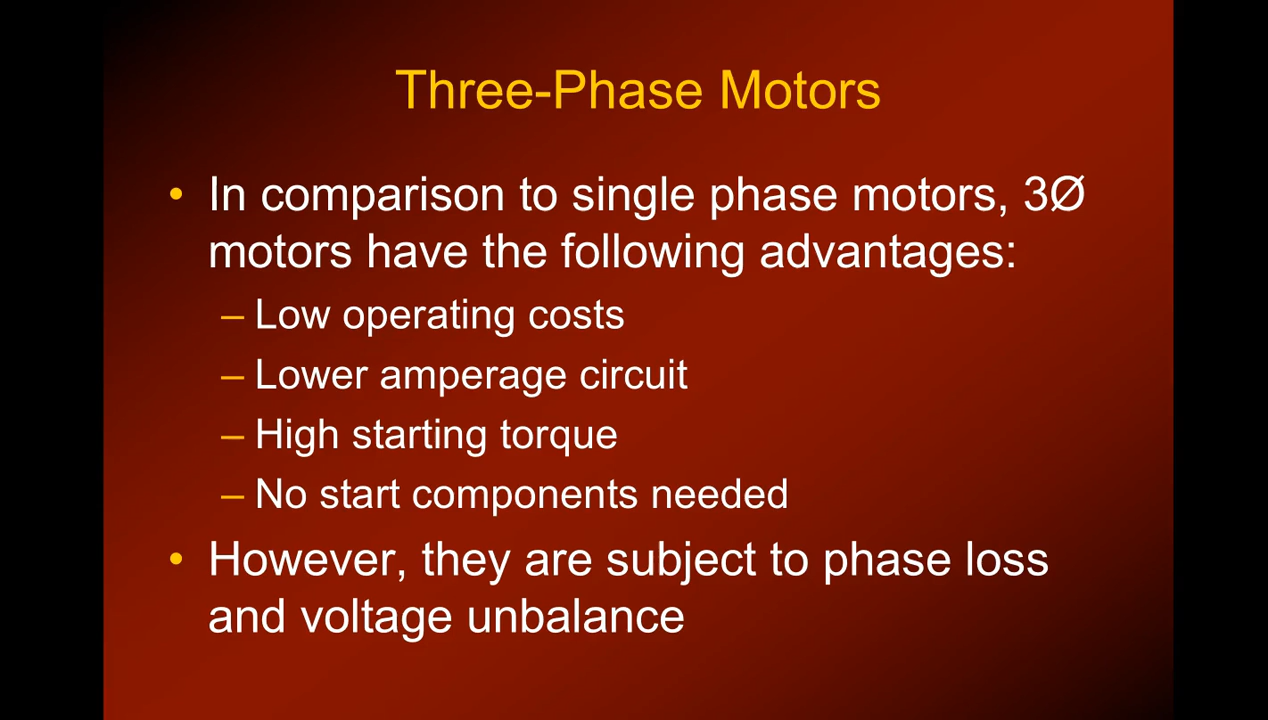 Three-Phase Motors
• In comparison to single phase motors, 3Ø
motors have the following advantages:
– Low operating costs
– Lower amperage circuit
– High starting torque
– No start components needed
• However, they are subject to phase loss
and voltage unbalance